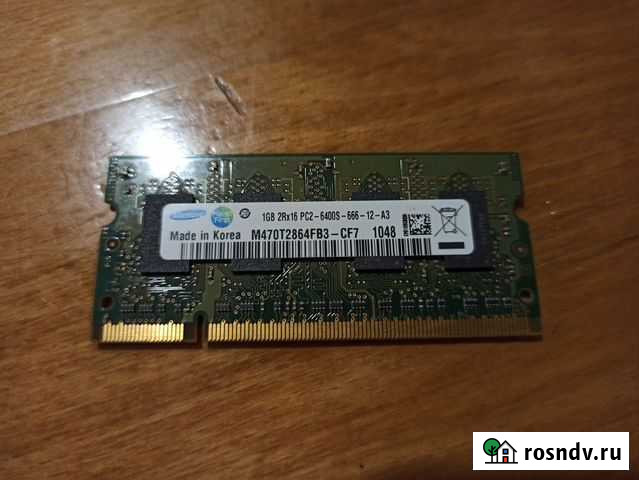 SAMSUNG
1GB 2Rx16 PC2-6400S-666-12-A3
Made in Korea M470T2864FB3-CF7 1048
rosndv.ru